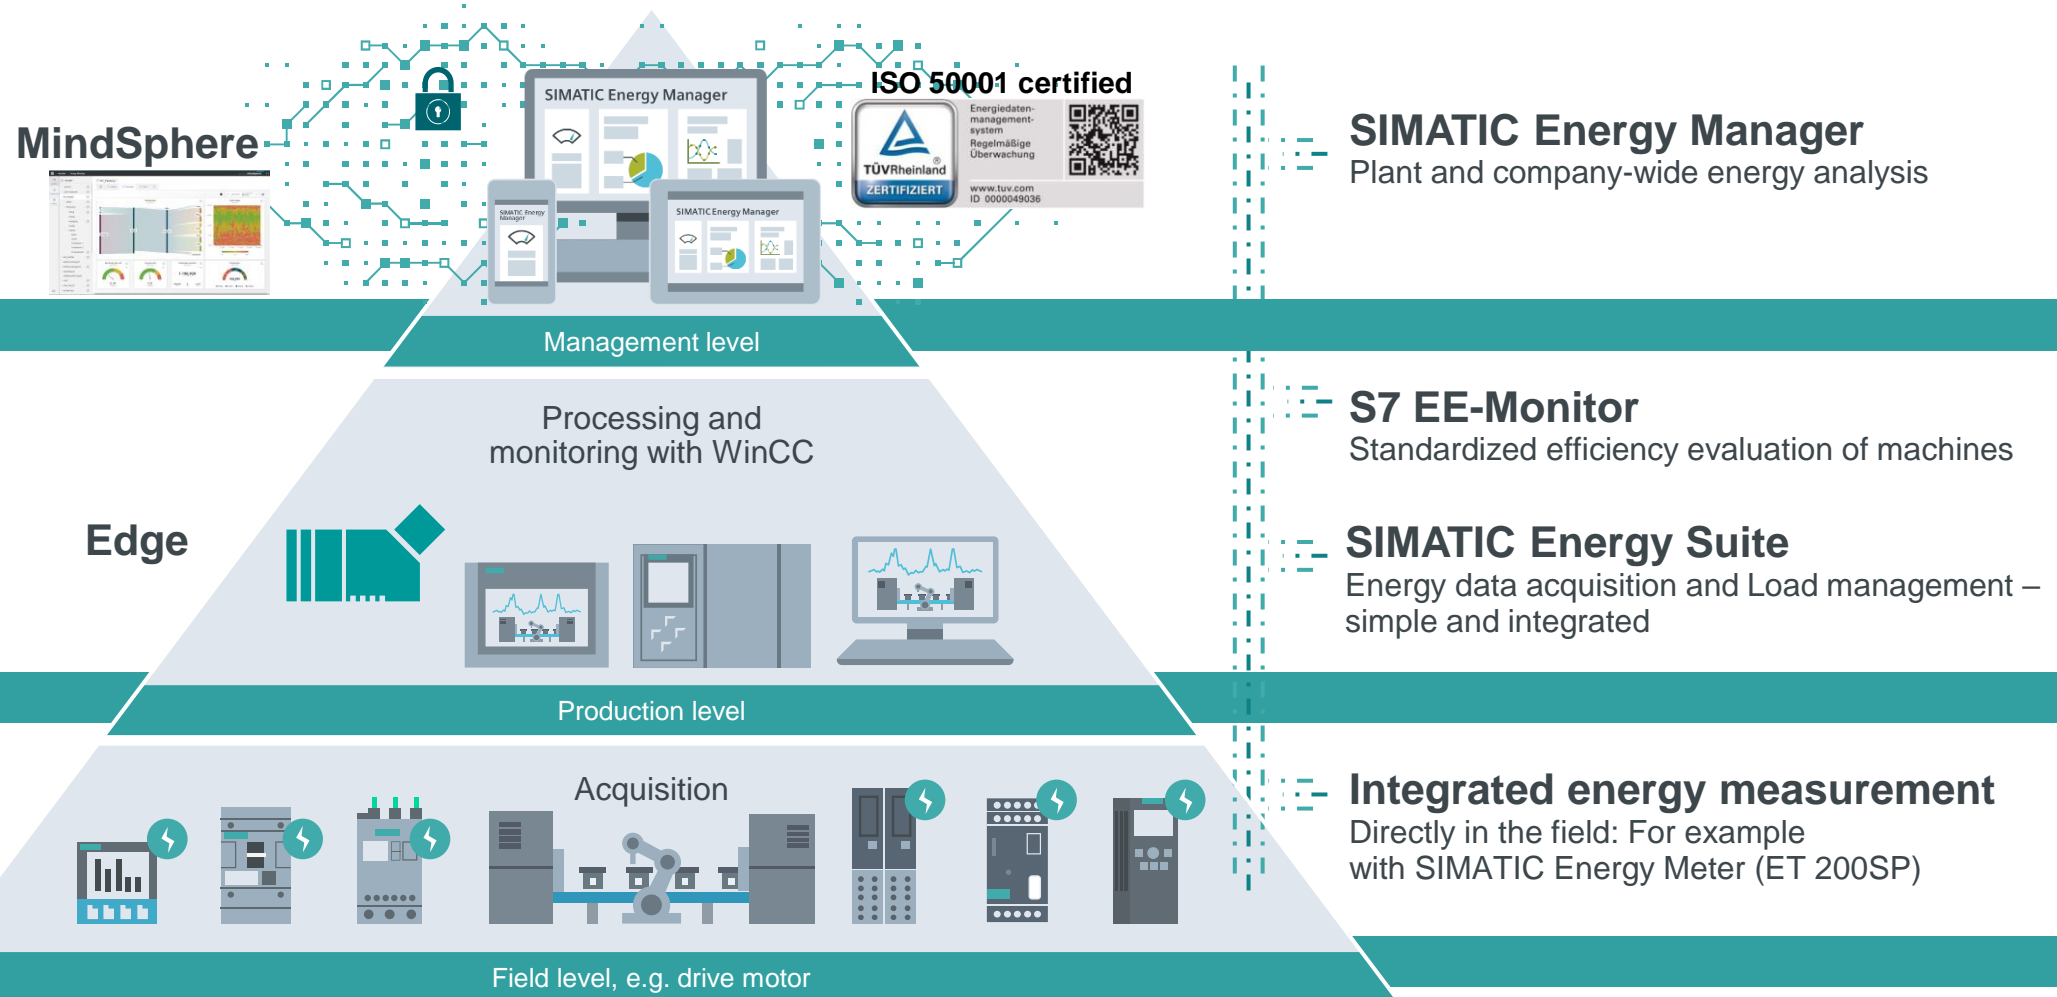 MindSphere
SIMATIC Energy Manager
SIMATIC Energy
Manager
SIMATIC Energy Manager
ISO 50001 certified
TÜVRheinland
®
ZERTIFIZIERT
Energiedaten-
management-
system
Regelmäßige
Überwachung
www.tuv.com
ID 0000049036
SIMATIC Energy Manager
Plant and company-wide energy analysis
Management level
Processing and
monitoring with WinCC
S7 EE-Monitor
Standardized efficiency evaluation of machines
Edge
SIMATIC Energy Suite
Energy data acquisition and Load management –
simple and integrated
Production level
Acquisition
Integrated energy measurement
Directly in the field: For example
with SIMATIC Energy Meter (ET 200SP)
Field level, e.g. drive motor